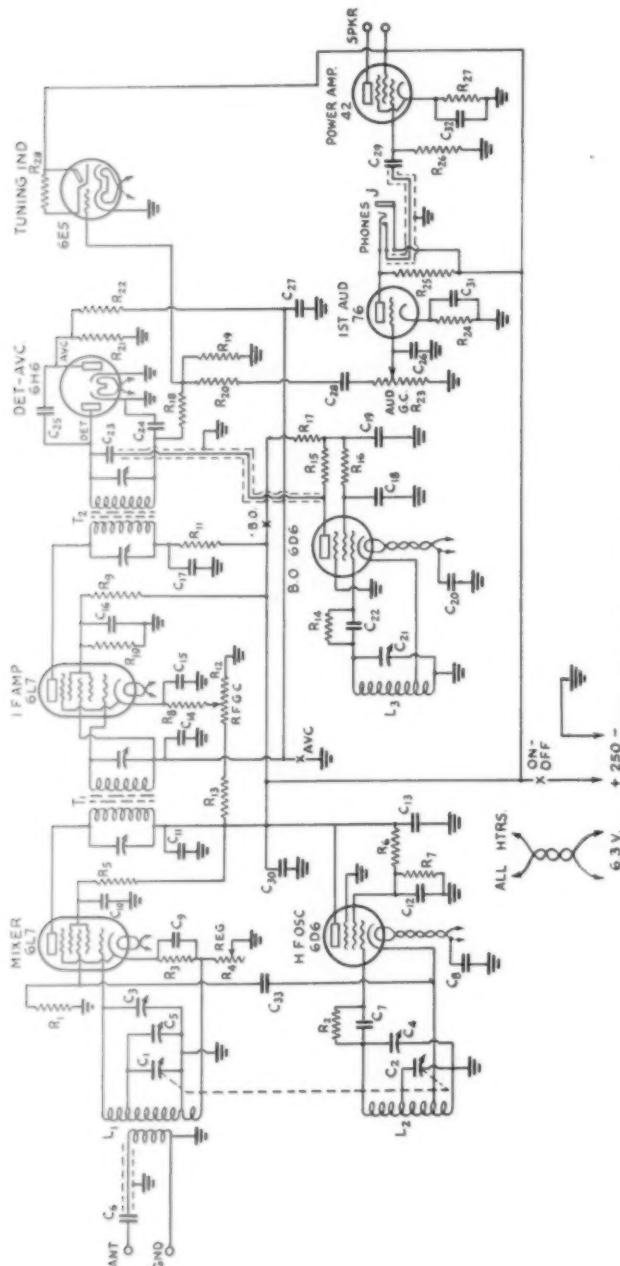 ANT
GND
C6
L1
C1
C5
C3
R1
MIXER
6L7
C10
R5
R3
C9
R4
REG
C33
L2
C2
C4
R2
C7
H F OSC
6D6
C8
C12
R7
R6
C13
C30
C11
T1
R13
I F AMP
6L7
C14
R8
C15
R12
R F G C
R10
C16
R9
AVC
C17
R11
T2
B.O.
DET-AVC
6H6
C25
DET
AVC
C23
C24
R21
R22
R18
R19
R20
C27
TUNING IND
6E5
R28
L3
C21
R14
C22
B.O 6D6
C20
C18
R15
R16
R17
C19
C28
AUD
G.C.
R23
C26
1ST AUD
76
R24
C31
R25
PHONES J
C29
R26
POWER AMP.
42
C32
R27
SPKR
ALL HTRS.
6.3 V.
ON-
OFF
+ 250 -